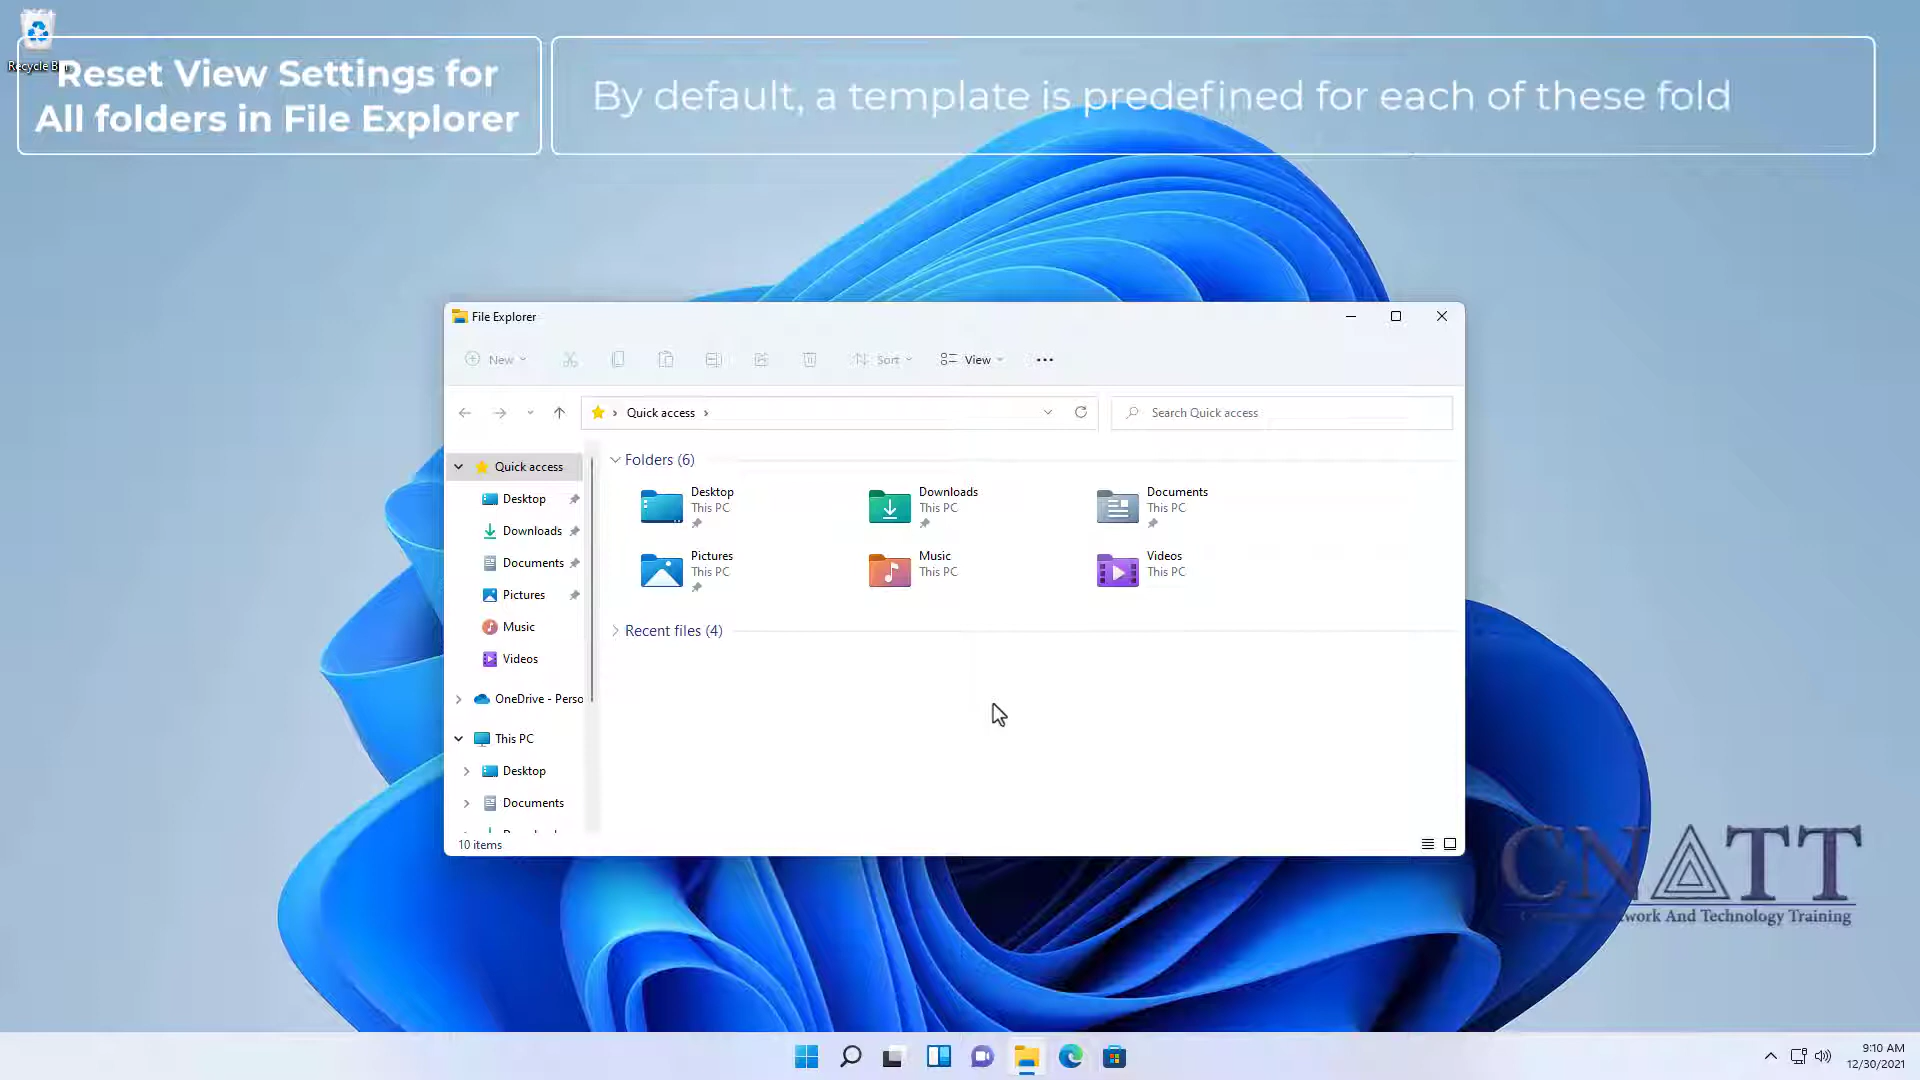 Recycle Bin
Reset View Settings for
All folders in File Explorer
By default, a template is predefined for each of these fold
File Explorer
New
Sort
View
Quick access
Search Quick access
Quick access
Desktop
Downloads
Documents
Pictures
Music
Videos
OneDrive - Perso
This PC
Desktop
Documents
Folders (6)
Desktop
This PC
Downloads
This PC
Documents
This PC
Pictures
This PC
Music
This PC
Videos
This PC
Recent files (4)
10 items
CNATT
work And Technology Training
9:10 AM
12/30/2021